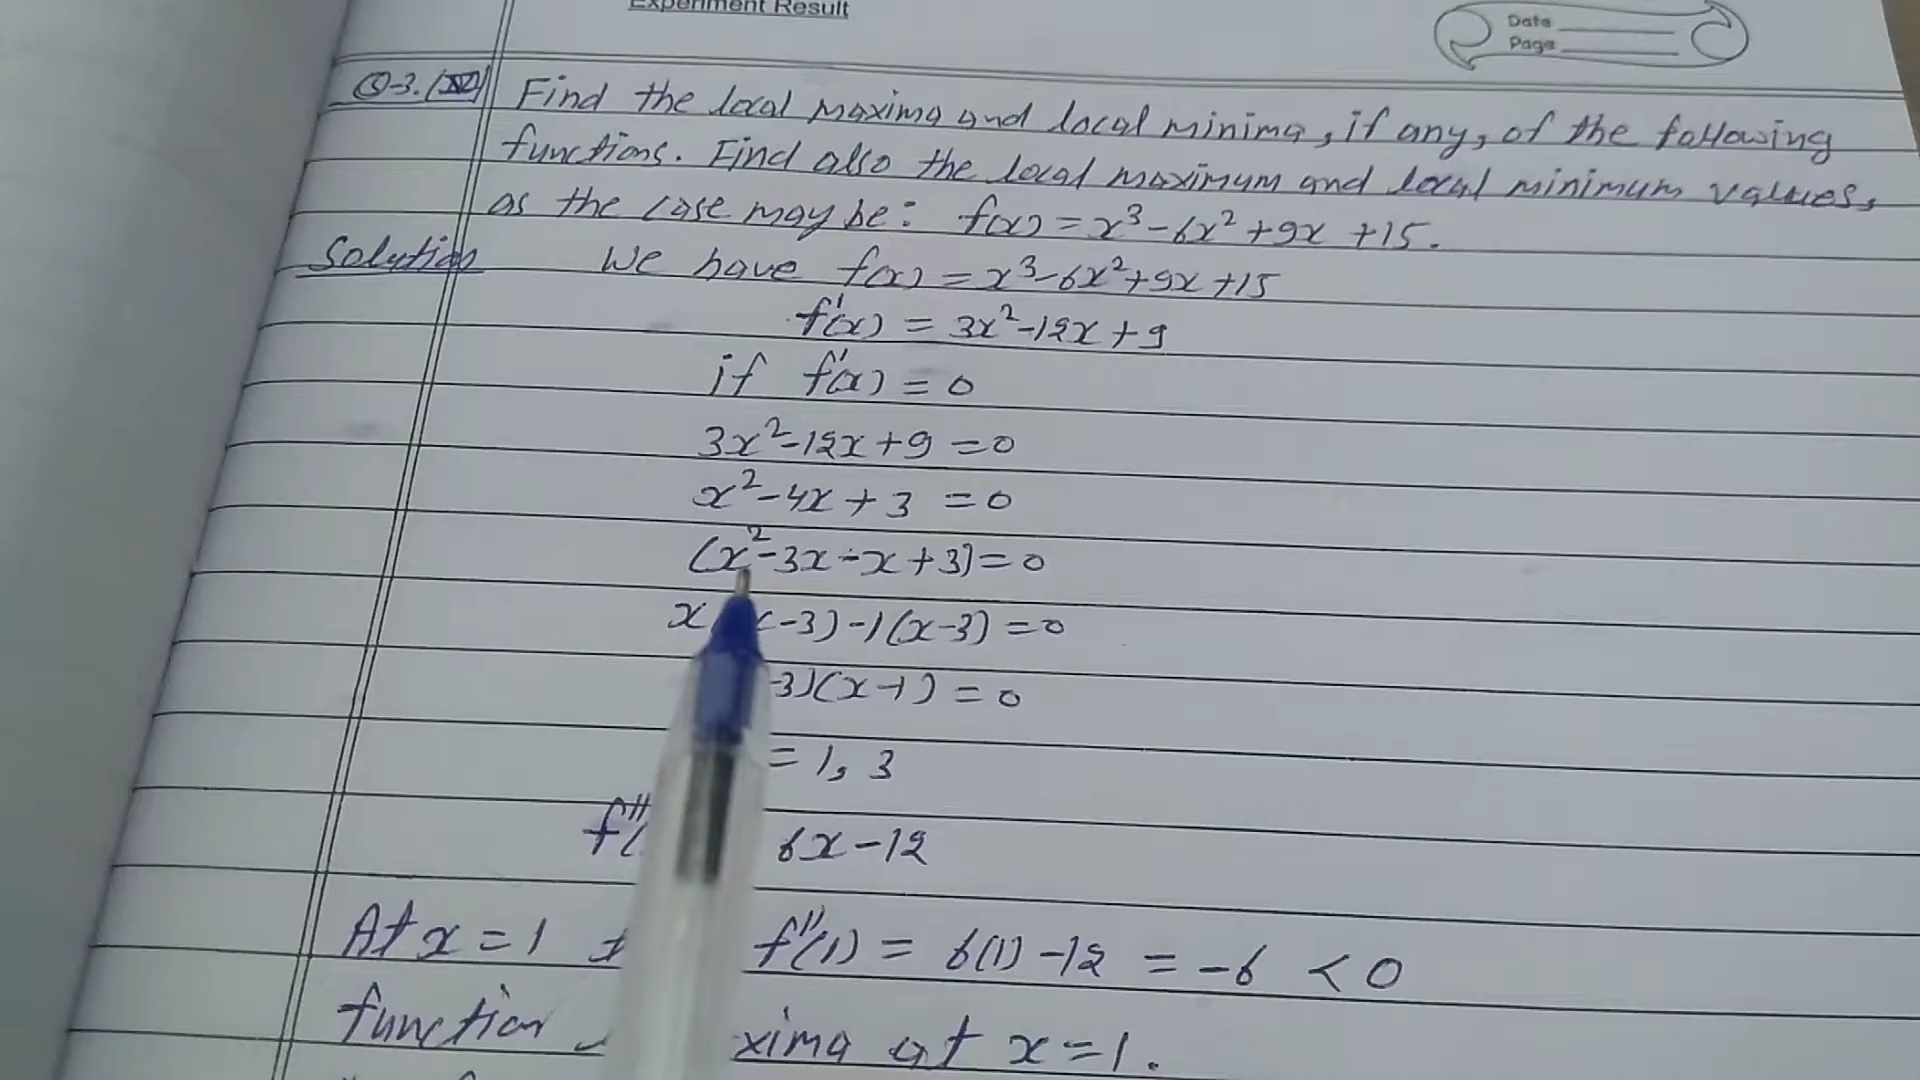 Experiment Result
Date
Page
Q-3.(IV) Find the local maxima and local minima, if any, of the following
functions. Find also the local maximum and local minimum values,
as the case may be: f(x) = x³-6x²+9x+15.
Solution We have f(x) = x³-6x²+9x+15
f'(x) = 3x²-12x+9
if f'(x) = 0
3x²-12x+9 = 0
x²-4x+3 = 0
(x²-3x-x+3) = 0
x -3)-1(x-3) = 0
-3)(x-1) = 0
= 1, 3
f'' 6x-12
At x = 1 f''(1) = 6(1)-12 = -6 < 0
function xima at x = 1.